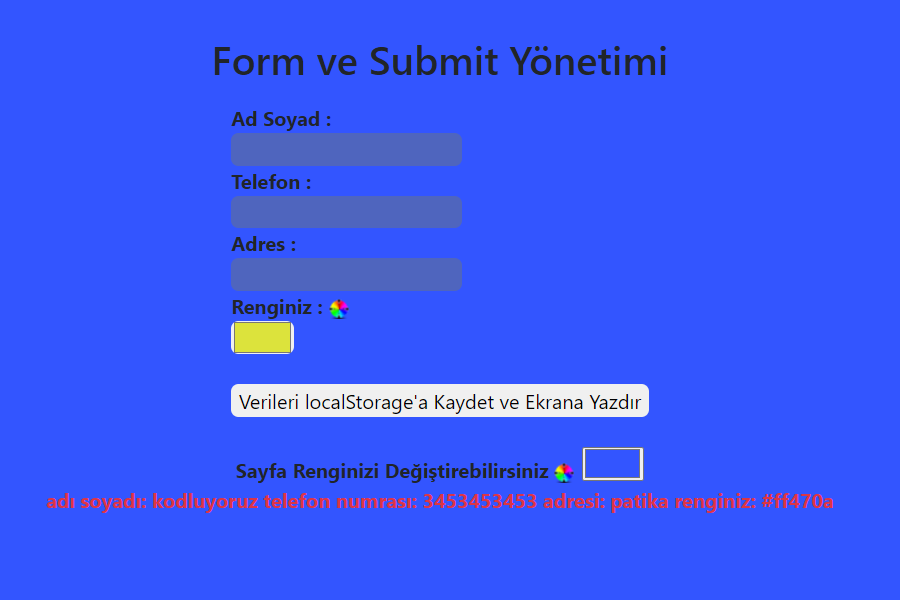 Form ve Submit Yönetimi
Ad Soyad :
Telefon :
Adres :
Renginiz :
Verileri localStorage'a Kaydet ve Ekrana Yazdır
Sayfa Renginizi Değiştirebilirsiniz
adı soyadı: kodluyoruz telefon numrası: 3453453453 adresi: patika renginiz: #ff470a